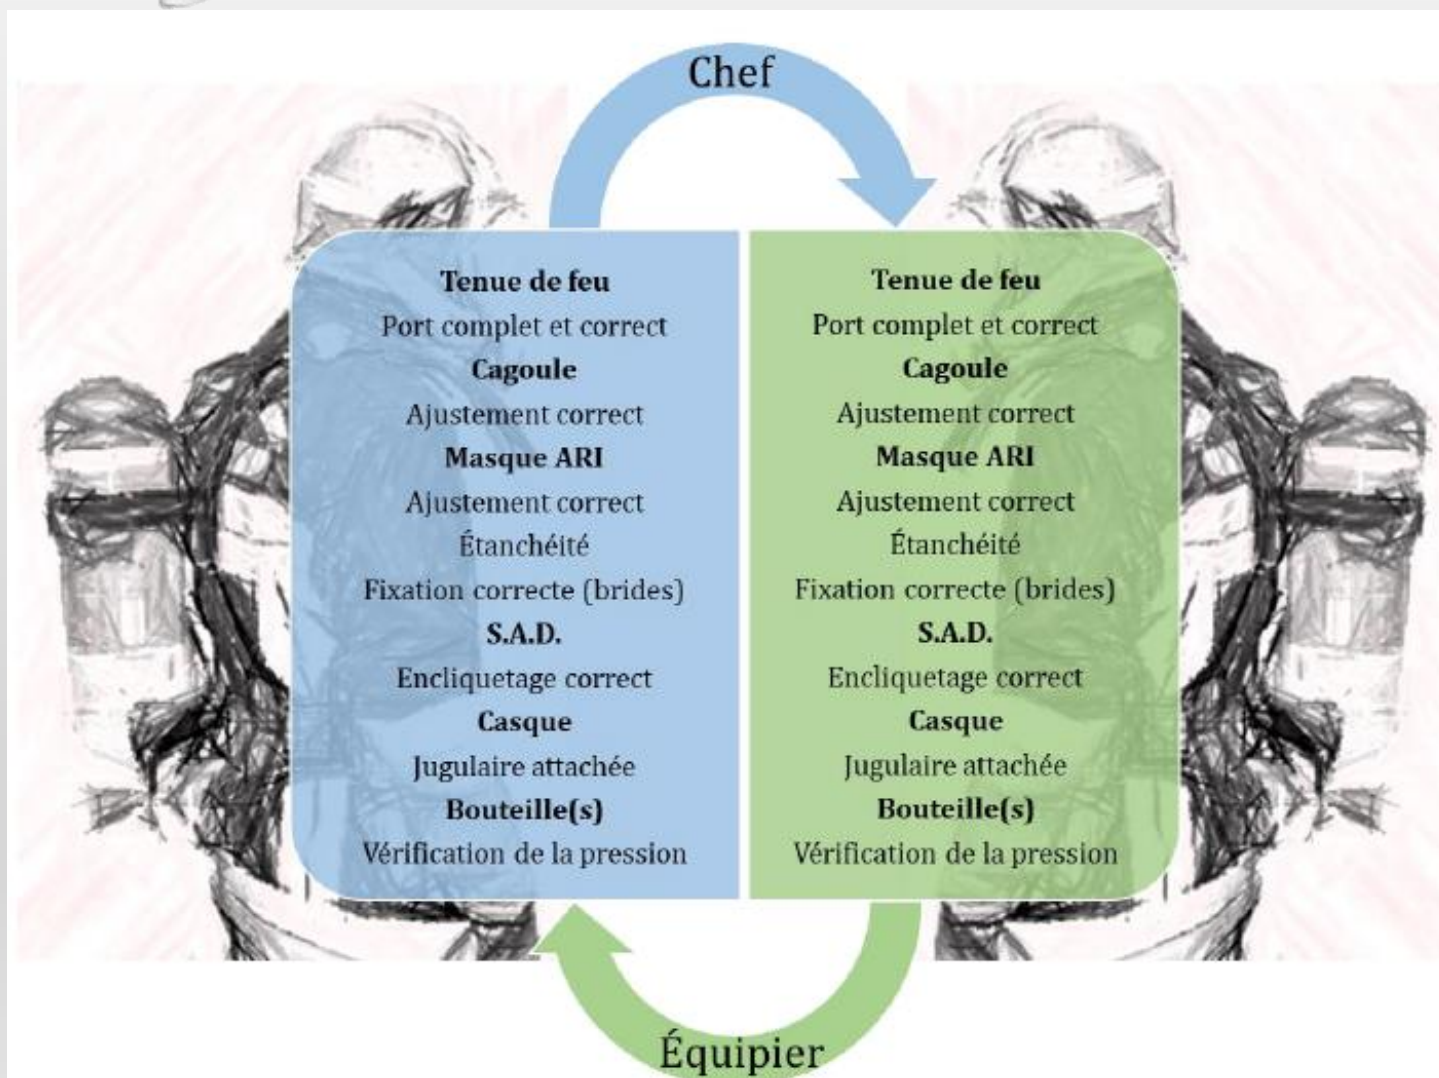 Chef
Tenue de feu
Port complet et correct
Cagoule
Ajustement correct
Masque ARI
Ajustement correct
Étanchéité
Fixation correcte (brides)
S.A.D.
Encliquetage correct
Casque
Jugulaire attachée
Bouteille(s)
Vérification de la pression
Tenue de feu
Port complet et correct
Cagoule
Ajustement correct
Masque ARI
Ajustement correct
Étanchéité
Fixation correcte (brides)
S.A.D.
Encliquetage correct
Casque
Jugulaire attachée
Bouteille(s)
Vérification de la pression
Équipier